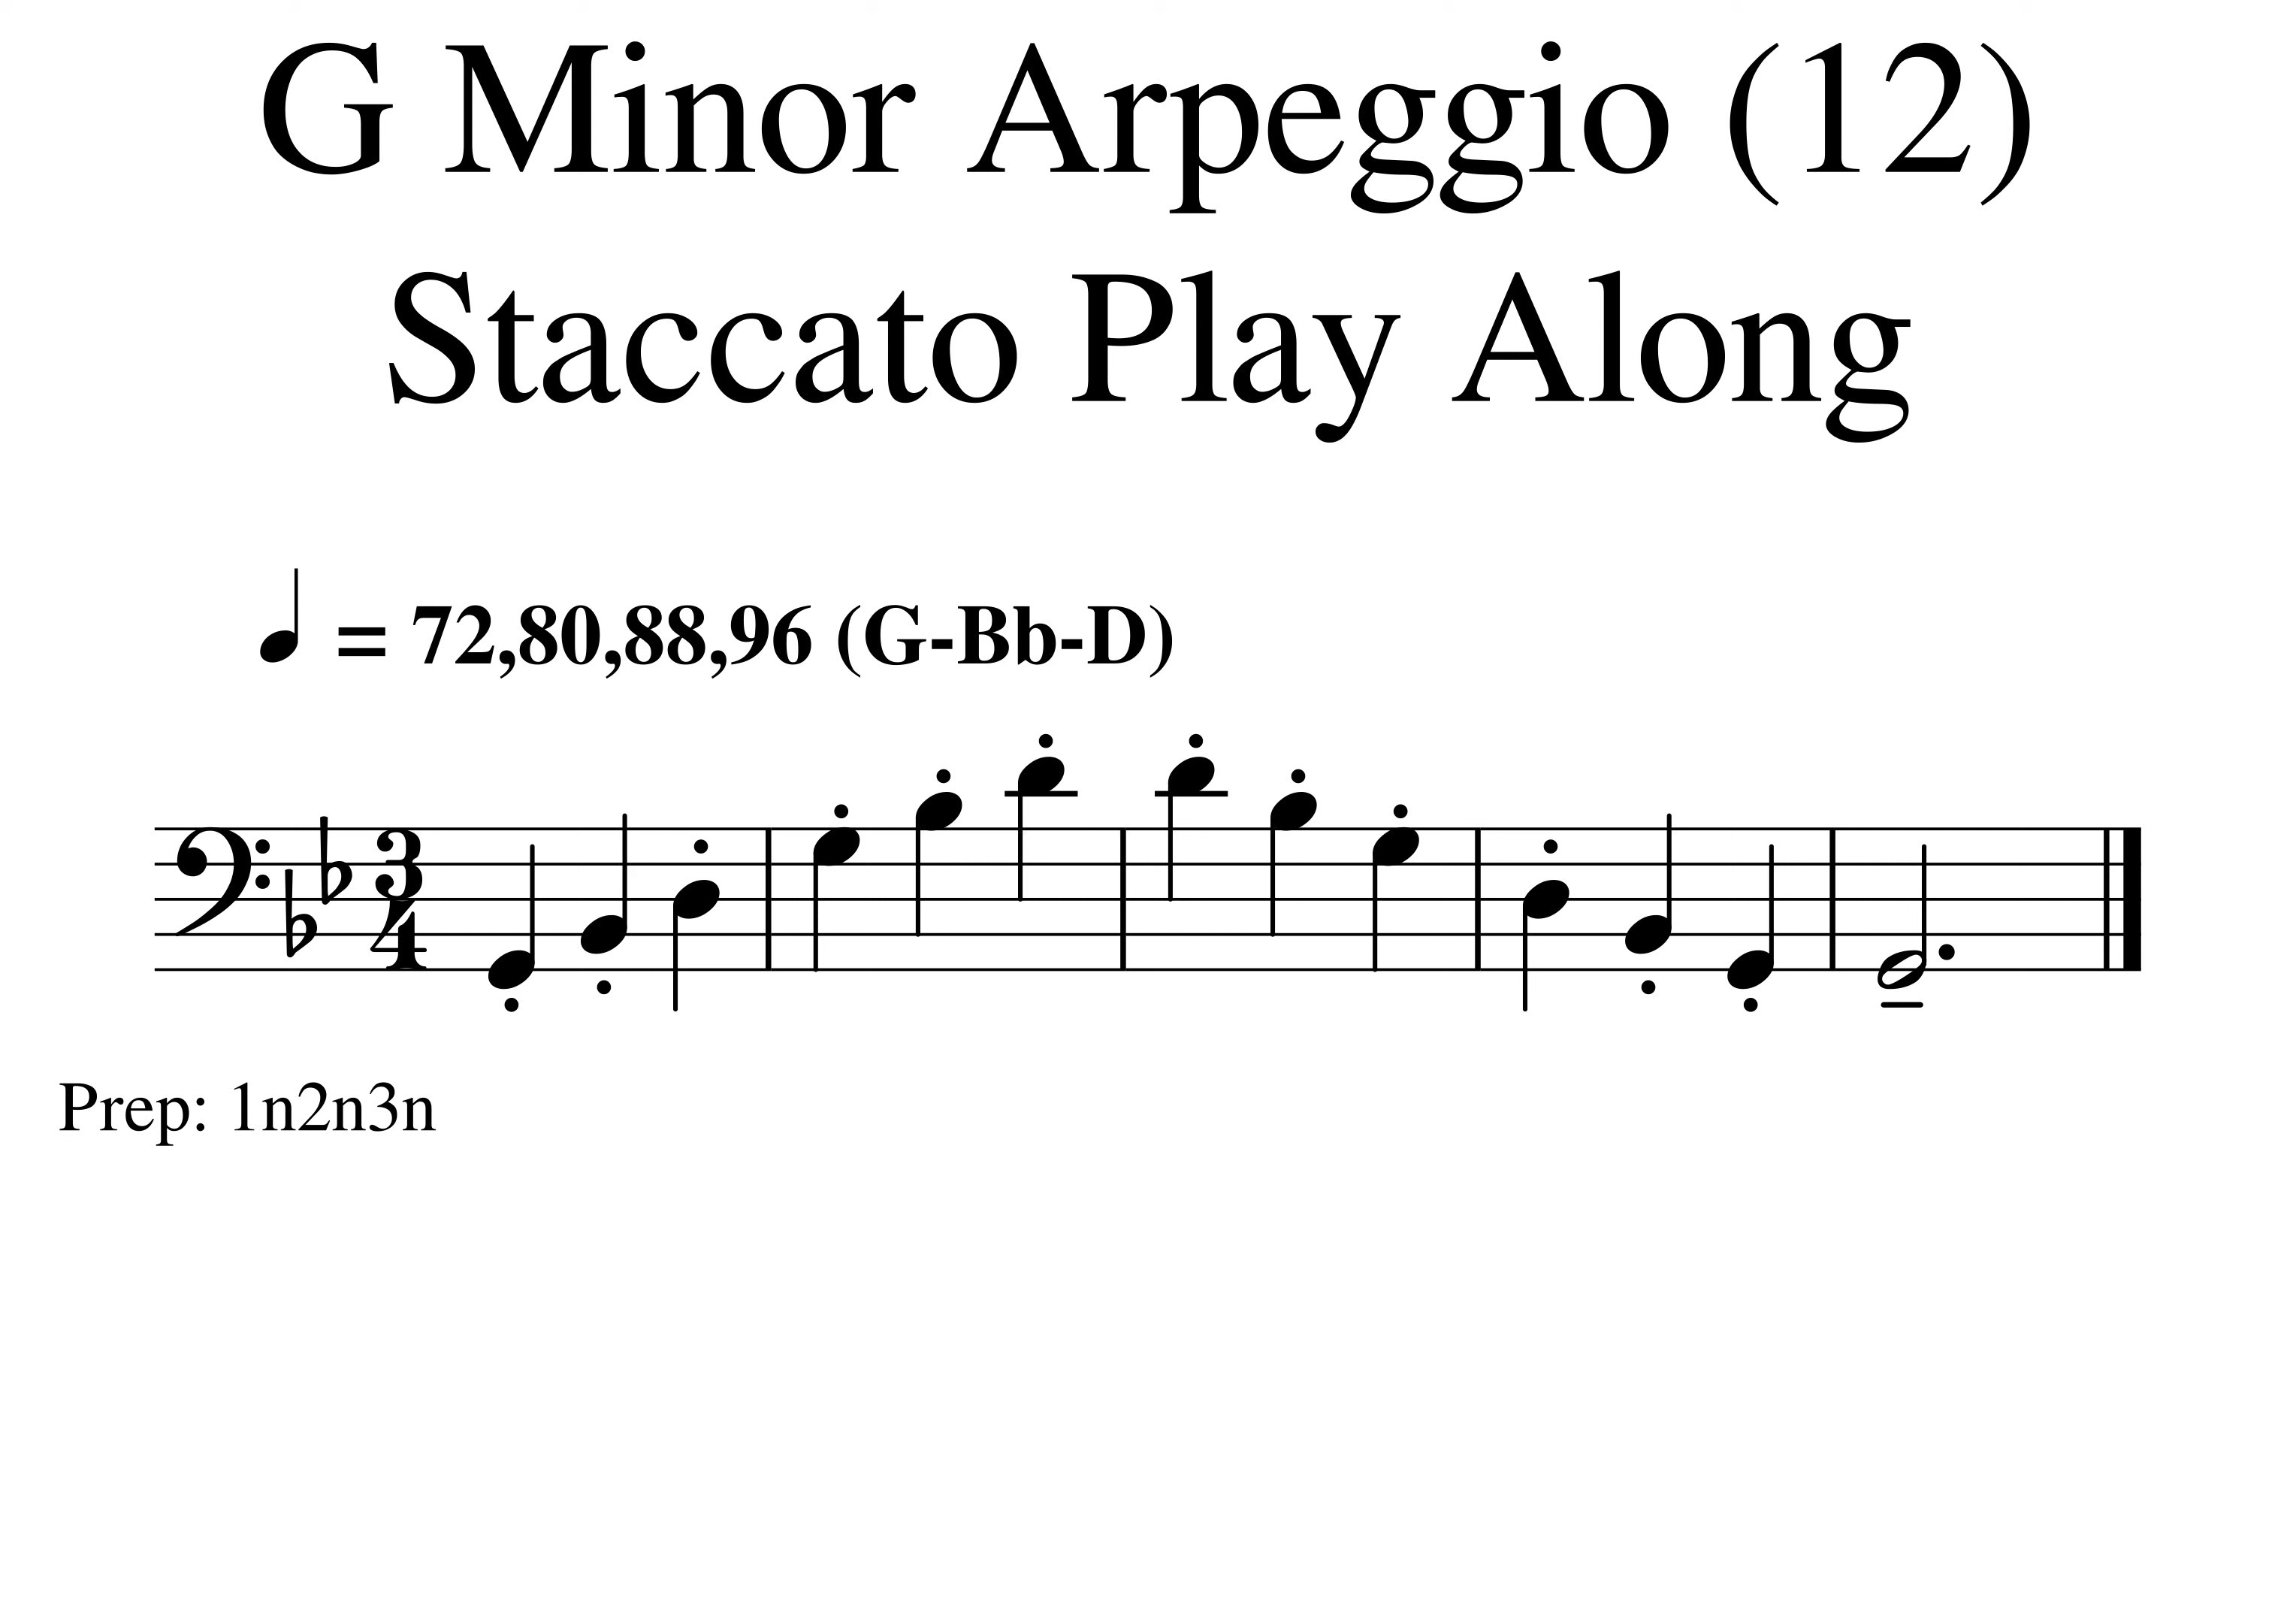 G Minor Arpeggio (12)
Staccato Play Along
= 72,80,88,96 (G-Bb-D)
3
4
Prep: 1n2n3n